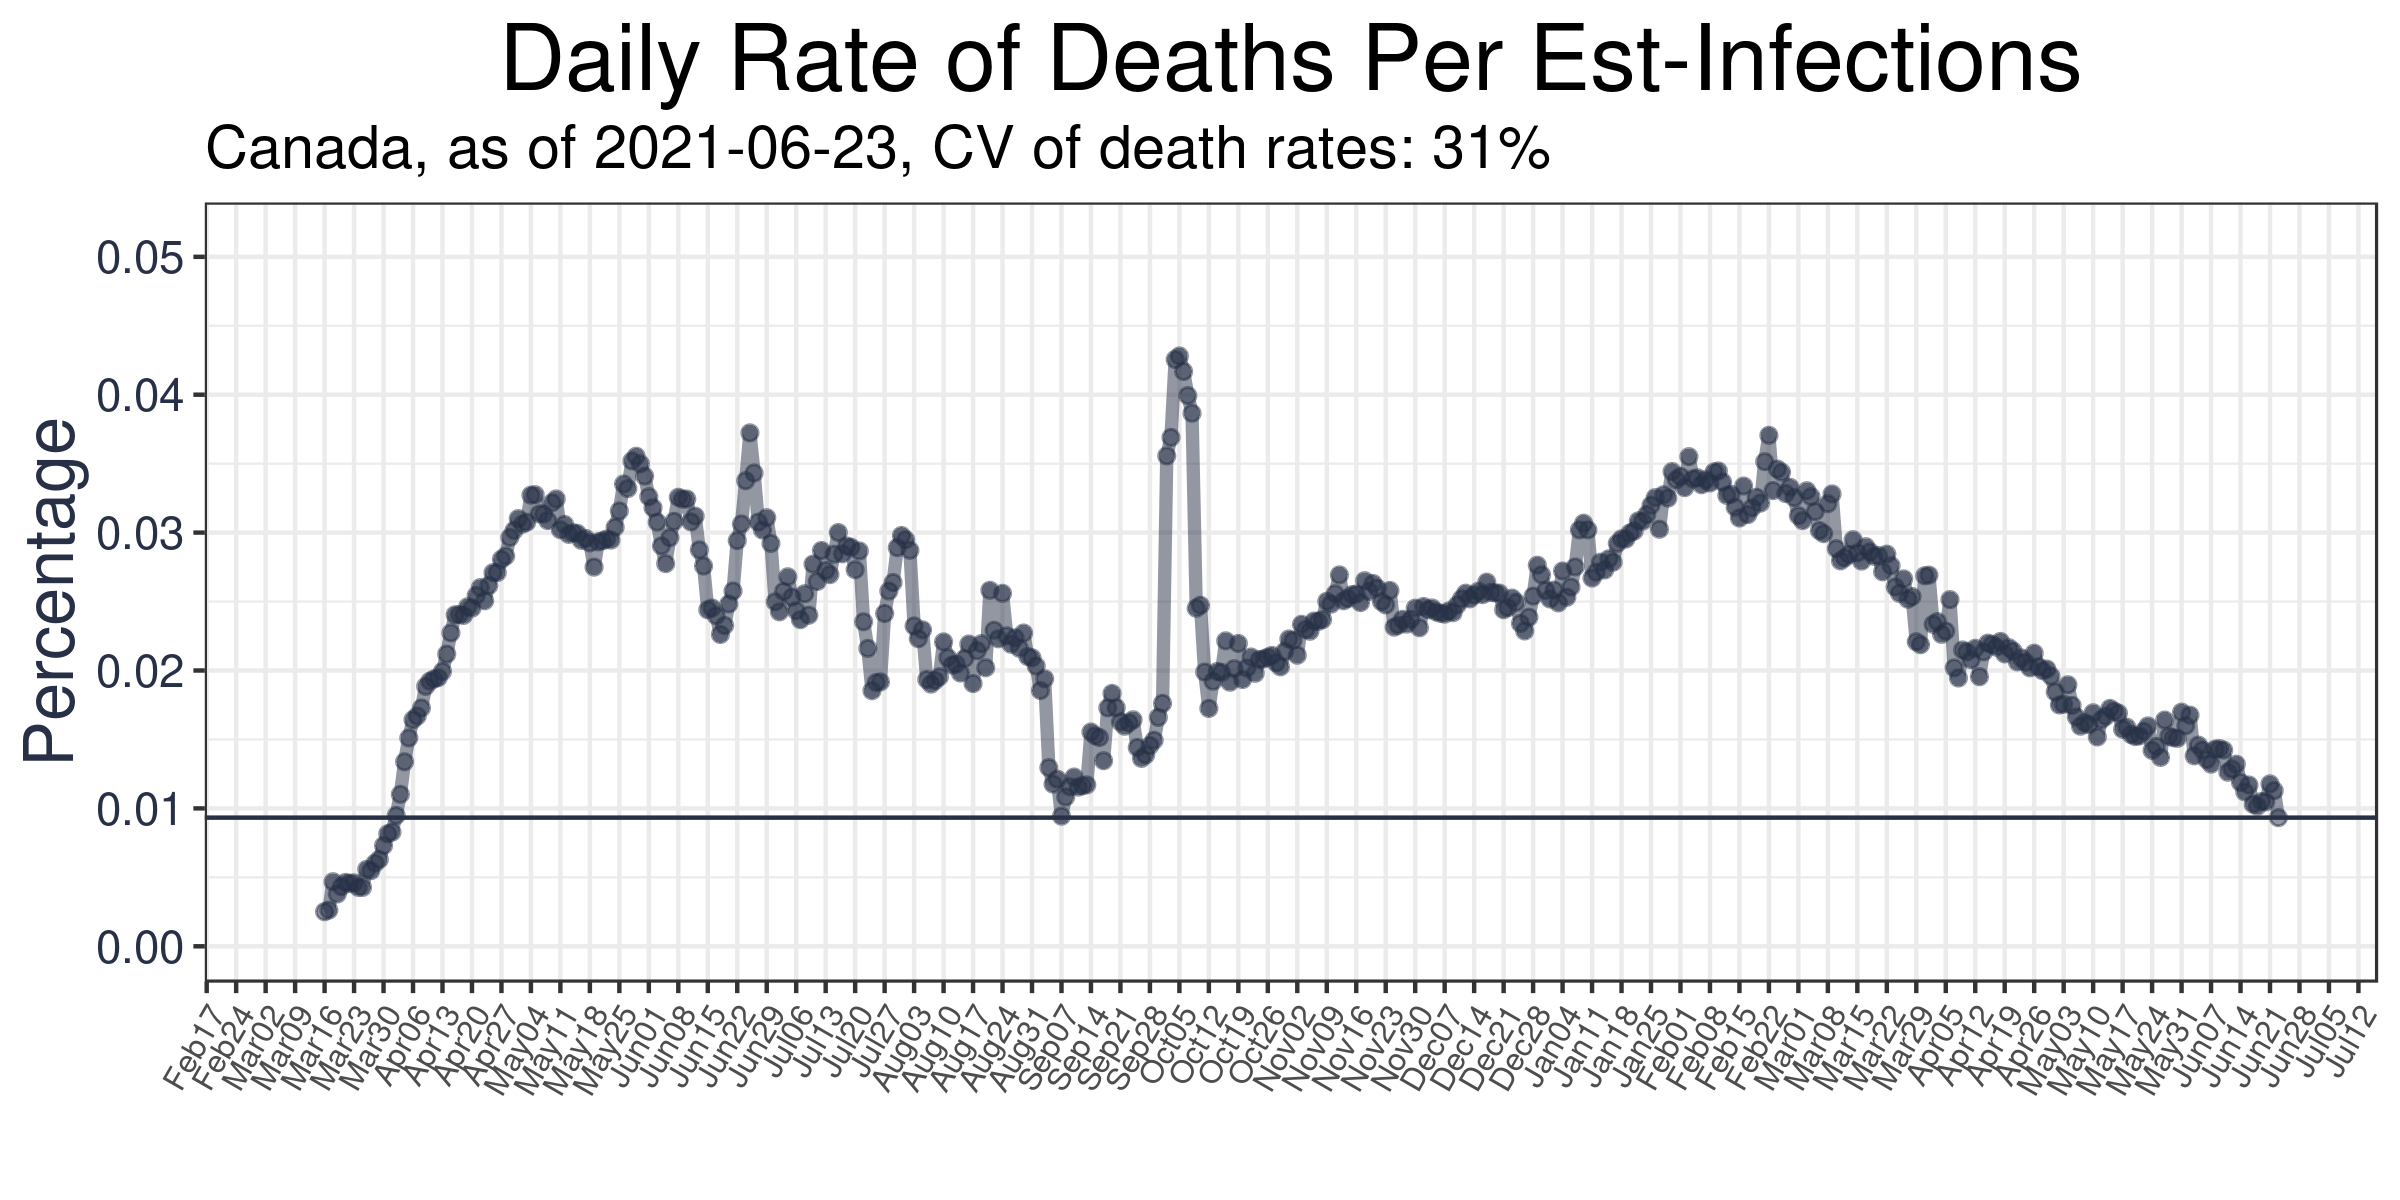 Daily Rate of Deaths Per Est-Infections
Canada, as of 2021-06-23, CV of death rates: 31%
Percentage
0.05
0.04
0.03
0.02
0.01
0.00
Feb17
Feb24
Mar02
Mar09
Mar16
Mar23
Mar30
Apr06
Apr13
Apr20
Apr27
May04
May11
May18
May25
Jun01
Jun08
Jun15
Jun22
Jun29
Jul06
Jul13
Jul20
Jul27
Aug03
Aug10
Aug17
Aug24
Aug31
Sep07
Sep14
Sep21
Sep28
Oct05
Oct12
Oct19
Oct26
Nov02
Nov09
Nov16
Nov23
Nov30
Dec07
Dec14
Dec21
Dec28
Jan04
Jan11
Jan18
Jan25
Feb01
Feb08
Feb15
Feb22
Mar01
Mar08
Mar15
Mar22
Mar29
Apr05
Apr12
Apr19
Apr26
May03
May10
May17
May24
May31
Jun07
Jun14
Jun21
Jun28
Jul05
Jul12